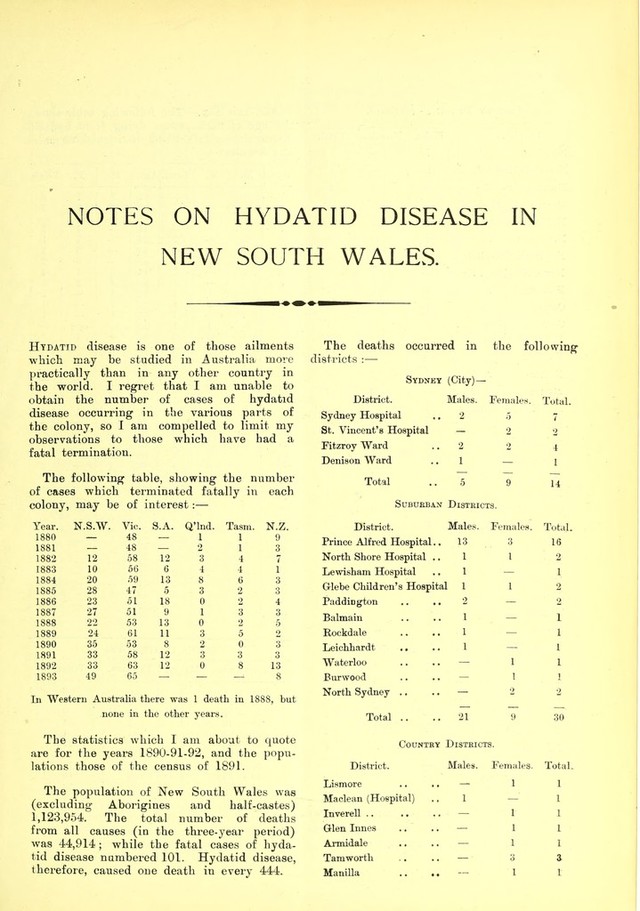 NOTES ON HYDATID DISEASE IN
NEW SOUTH WALES.
HYDATID disease is one of those ailments
which may be studied in Australia more
practically than in any other country in
the world. I regret that I am unable to
obtain the number of cases of hydatid
disease occurring in the various parts of
the colony, so I am compelled to limit my
observations to those which have had a
fatal termination.
The following table, showing the number
of cases which terminated fatally in each
colony, may be of interest :—
Year. N.S.W. Vic. S.A. Q'lnd. Tasm. N.Z.
1880 — 48 — 1 1 9
1881 — 48 — 2 1 3
1882 12 58 12 3 4 7
1883 10 56 6 4 4 1
1884 20 59 13 8 6 3
1885 28 47 5 3 2 3
1886 23 51 18 0 2 4
1887 27 51 9 1 3 3
1888 22 53 13 0 2 5
1889 24 61 11 3 5 2
1890 35 53 8 2 0 3
1891 33 58 12 3 3 3
1892 33 63 12 0 8 13
1893 49 65 — — — 8
In Western Australia there was 1 death in 1888, but
none in the other years.
The statistics which I am about to quote
are for the years 1890-91-92, and the popu-
lations those of the census of 1891.
The population of New South Wales was
(excluding Aborigines and half-castes)
1,123,954. The total number of deaths
from all causes (in the three-year period)
was 44,914; while the fatal cases of hyda-
tid disease numbered 101. Hydatid disease,
therefore, caused one death in every 444.
The deaths occurred in the following
districts :—
SYDNEY (City)—
District. Males. Females. Total.
Sydney Hospital .. 2 5 7
St. Vincent's Hospital — 2 2
Fitzroy Ward .. 2 2 4
Denison Ward .. 1 — 1
Total .. 5 9 14
SUBURBAN DISTRICTS.
District. Males. Females. Total.
Prince Alfred Hospital.. 13 3 16
North Shore Hospital .. 1 1 2
Lewisham Hospital .. 1 — 1
Glebe Children's Hospital 1 1 2
Paddington .. .. 2 — 2
Balmain .. .. 1 — 1
Rockdale .. .. 1 — 1
Leichhardt .. .. 1 — 1
Waterloo .. .. — 1 1
Burwood .. .. — 1 1
North Sydney .. .. — 2 2
Total .. .. 21 9 30
COUNTRY DISTRICTS.
District. Males. Females. Total.
Lismore .. .. — 1 1
Maclean (Hospital) .. 1 — 1
Inverell .. .. .. — 1 1
Glen Innes .. .. — 1 1
Armidale .. .. — 1 1
Tamworth .. .. — 3 3
Manilla .. .. — 1 1